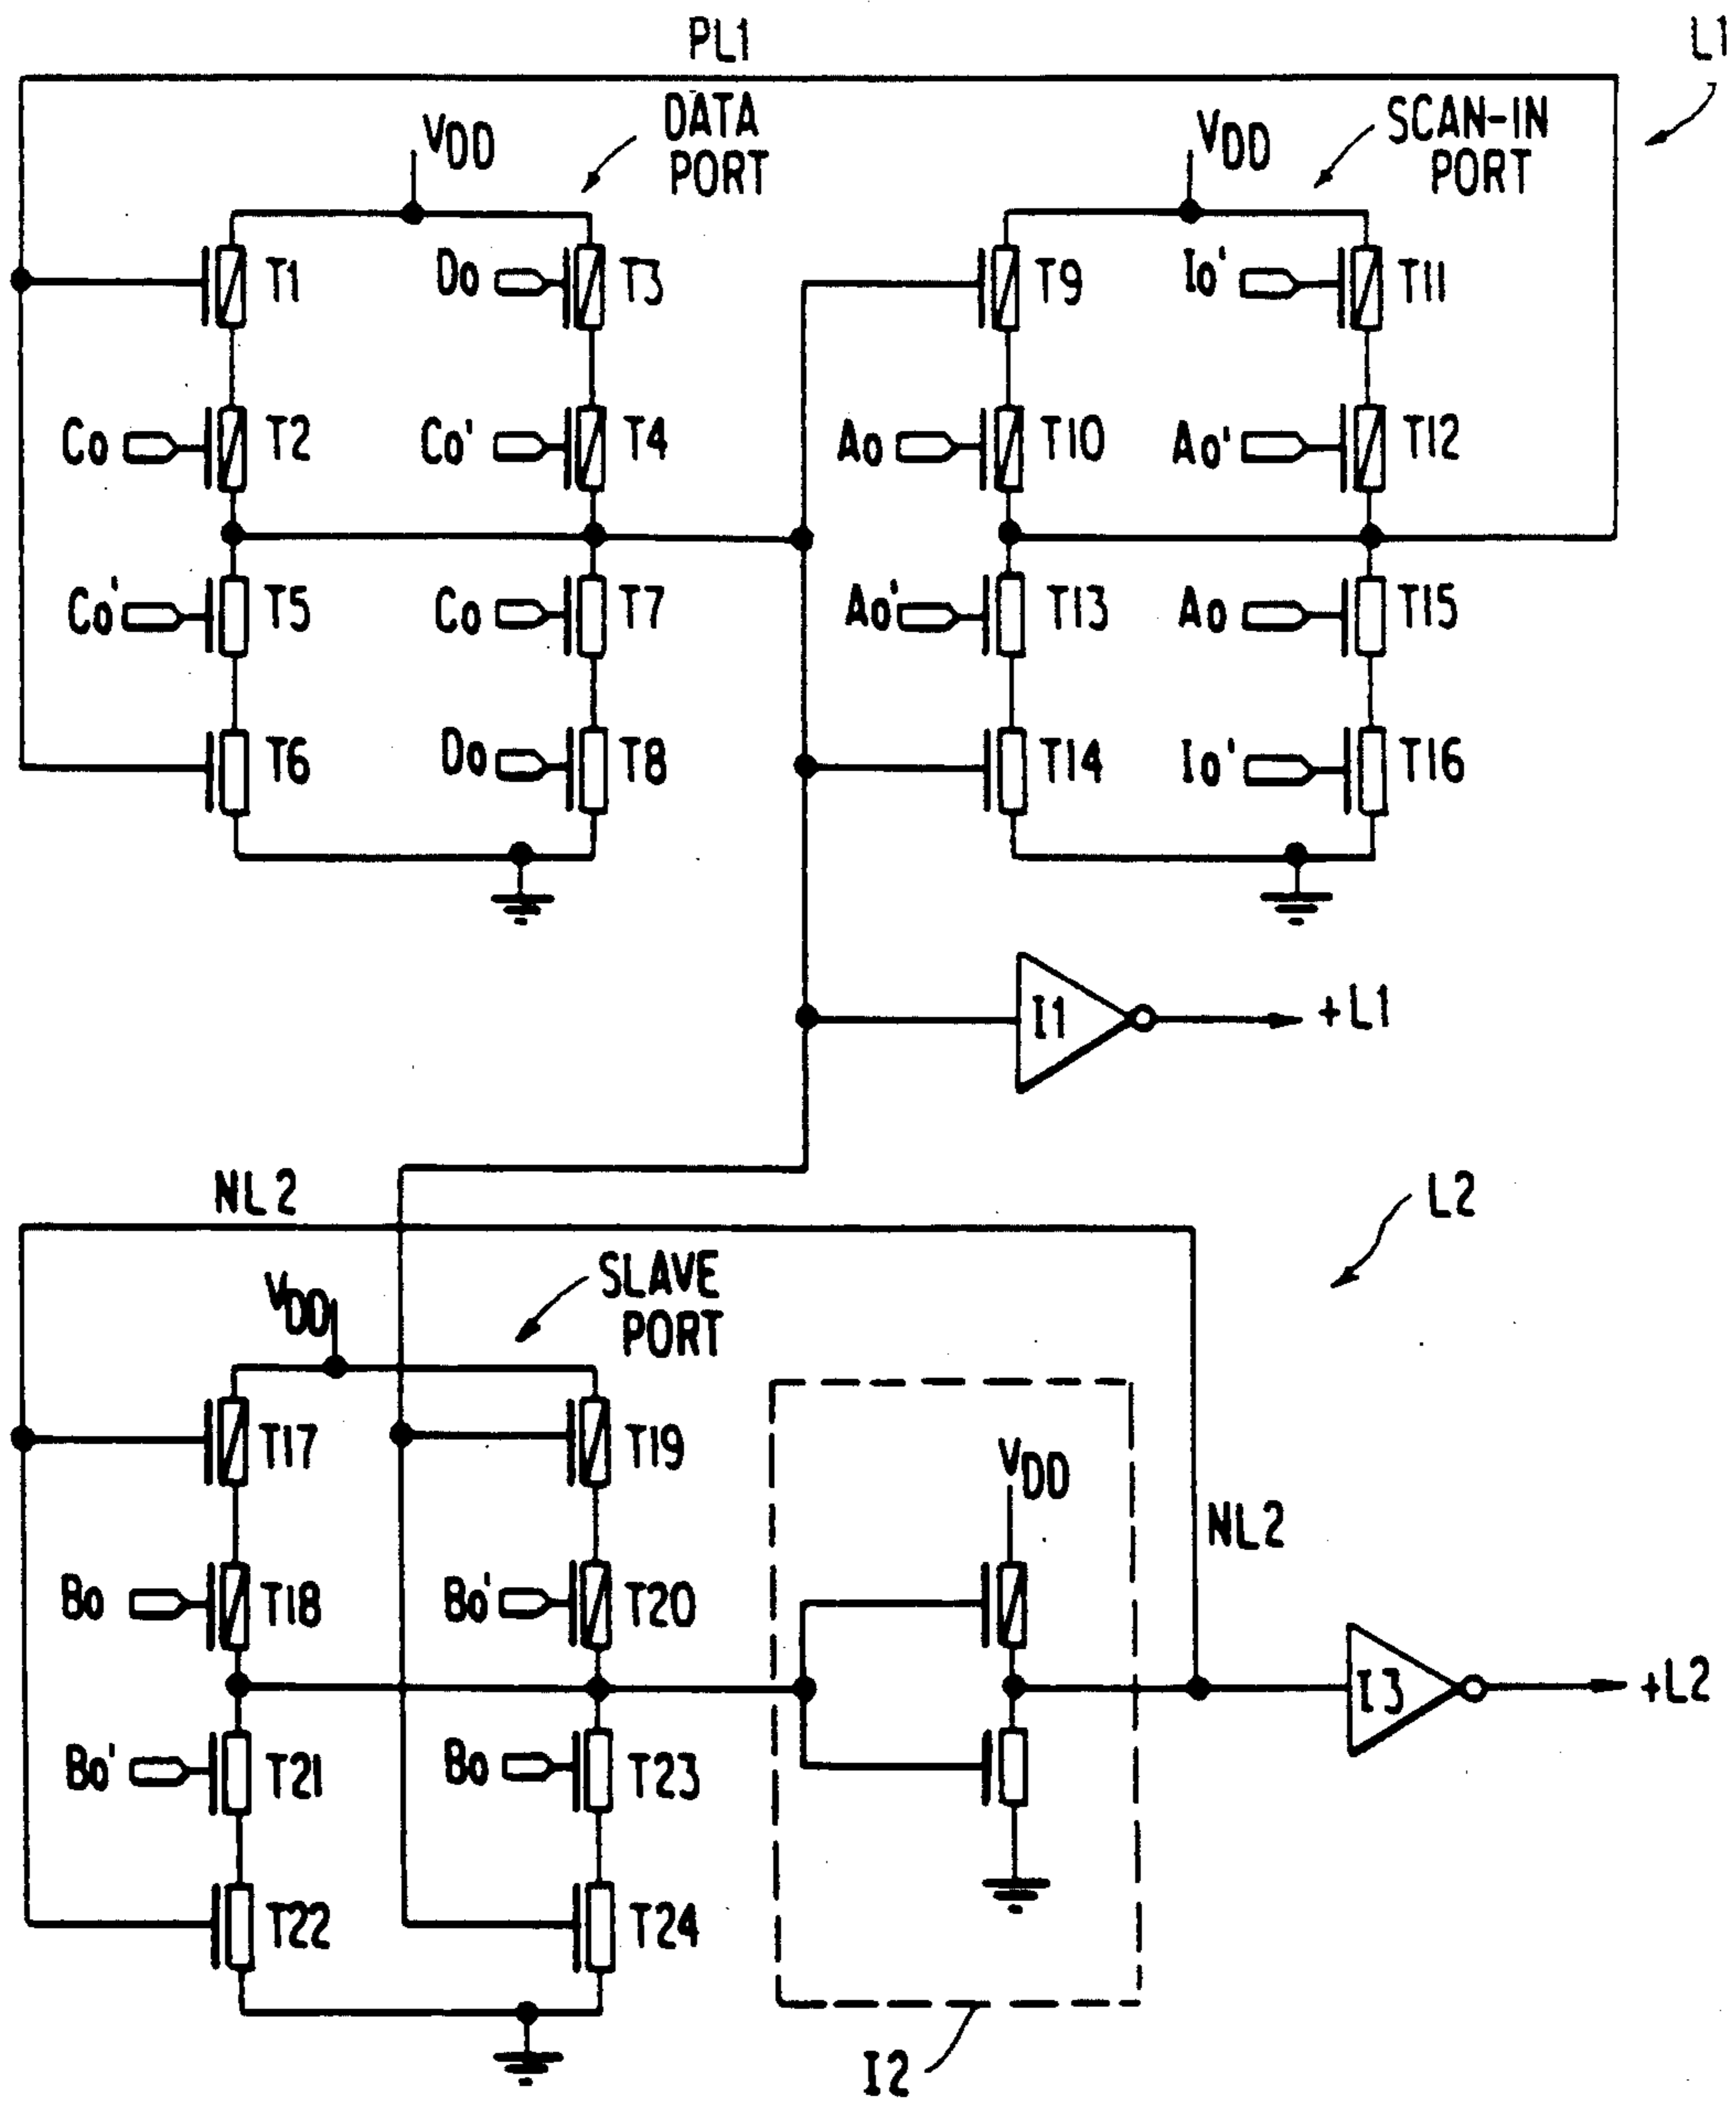 PL1
L1
DATA
PORT
SCAN-IN
PORT
VDD
VDD
T1
Do
T3
T9
Io'
T11
Co
T2
Co'
T4
Ao
T10
Ao'
T12
Co'
T5
Co
T7
Ao'
T13
Ao
T15
T6
Do
T8
T14
Io'
T16
I1
+L1
NL2
L2
SLAVE
PORT
VDD
T17
T19
VDD
NL2
Bo
T18
Bo'
T20
I3
+L2
Bo'
T21
Bo
T23
T22
T24
I2